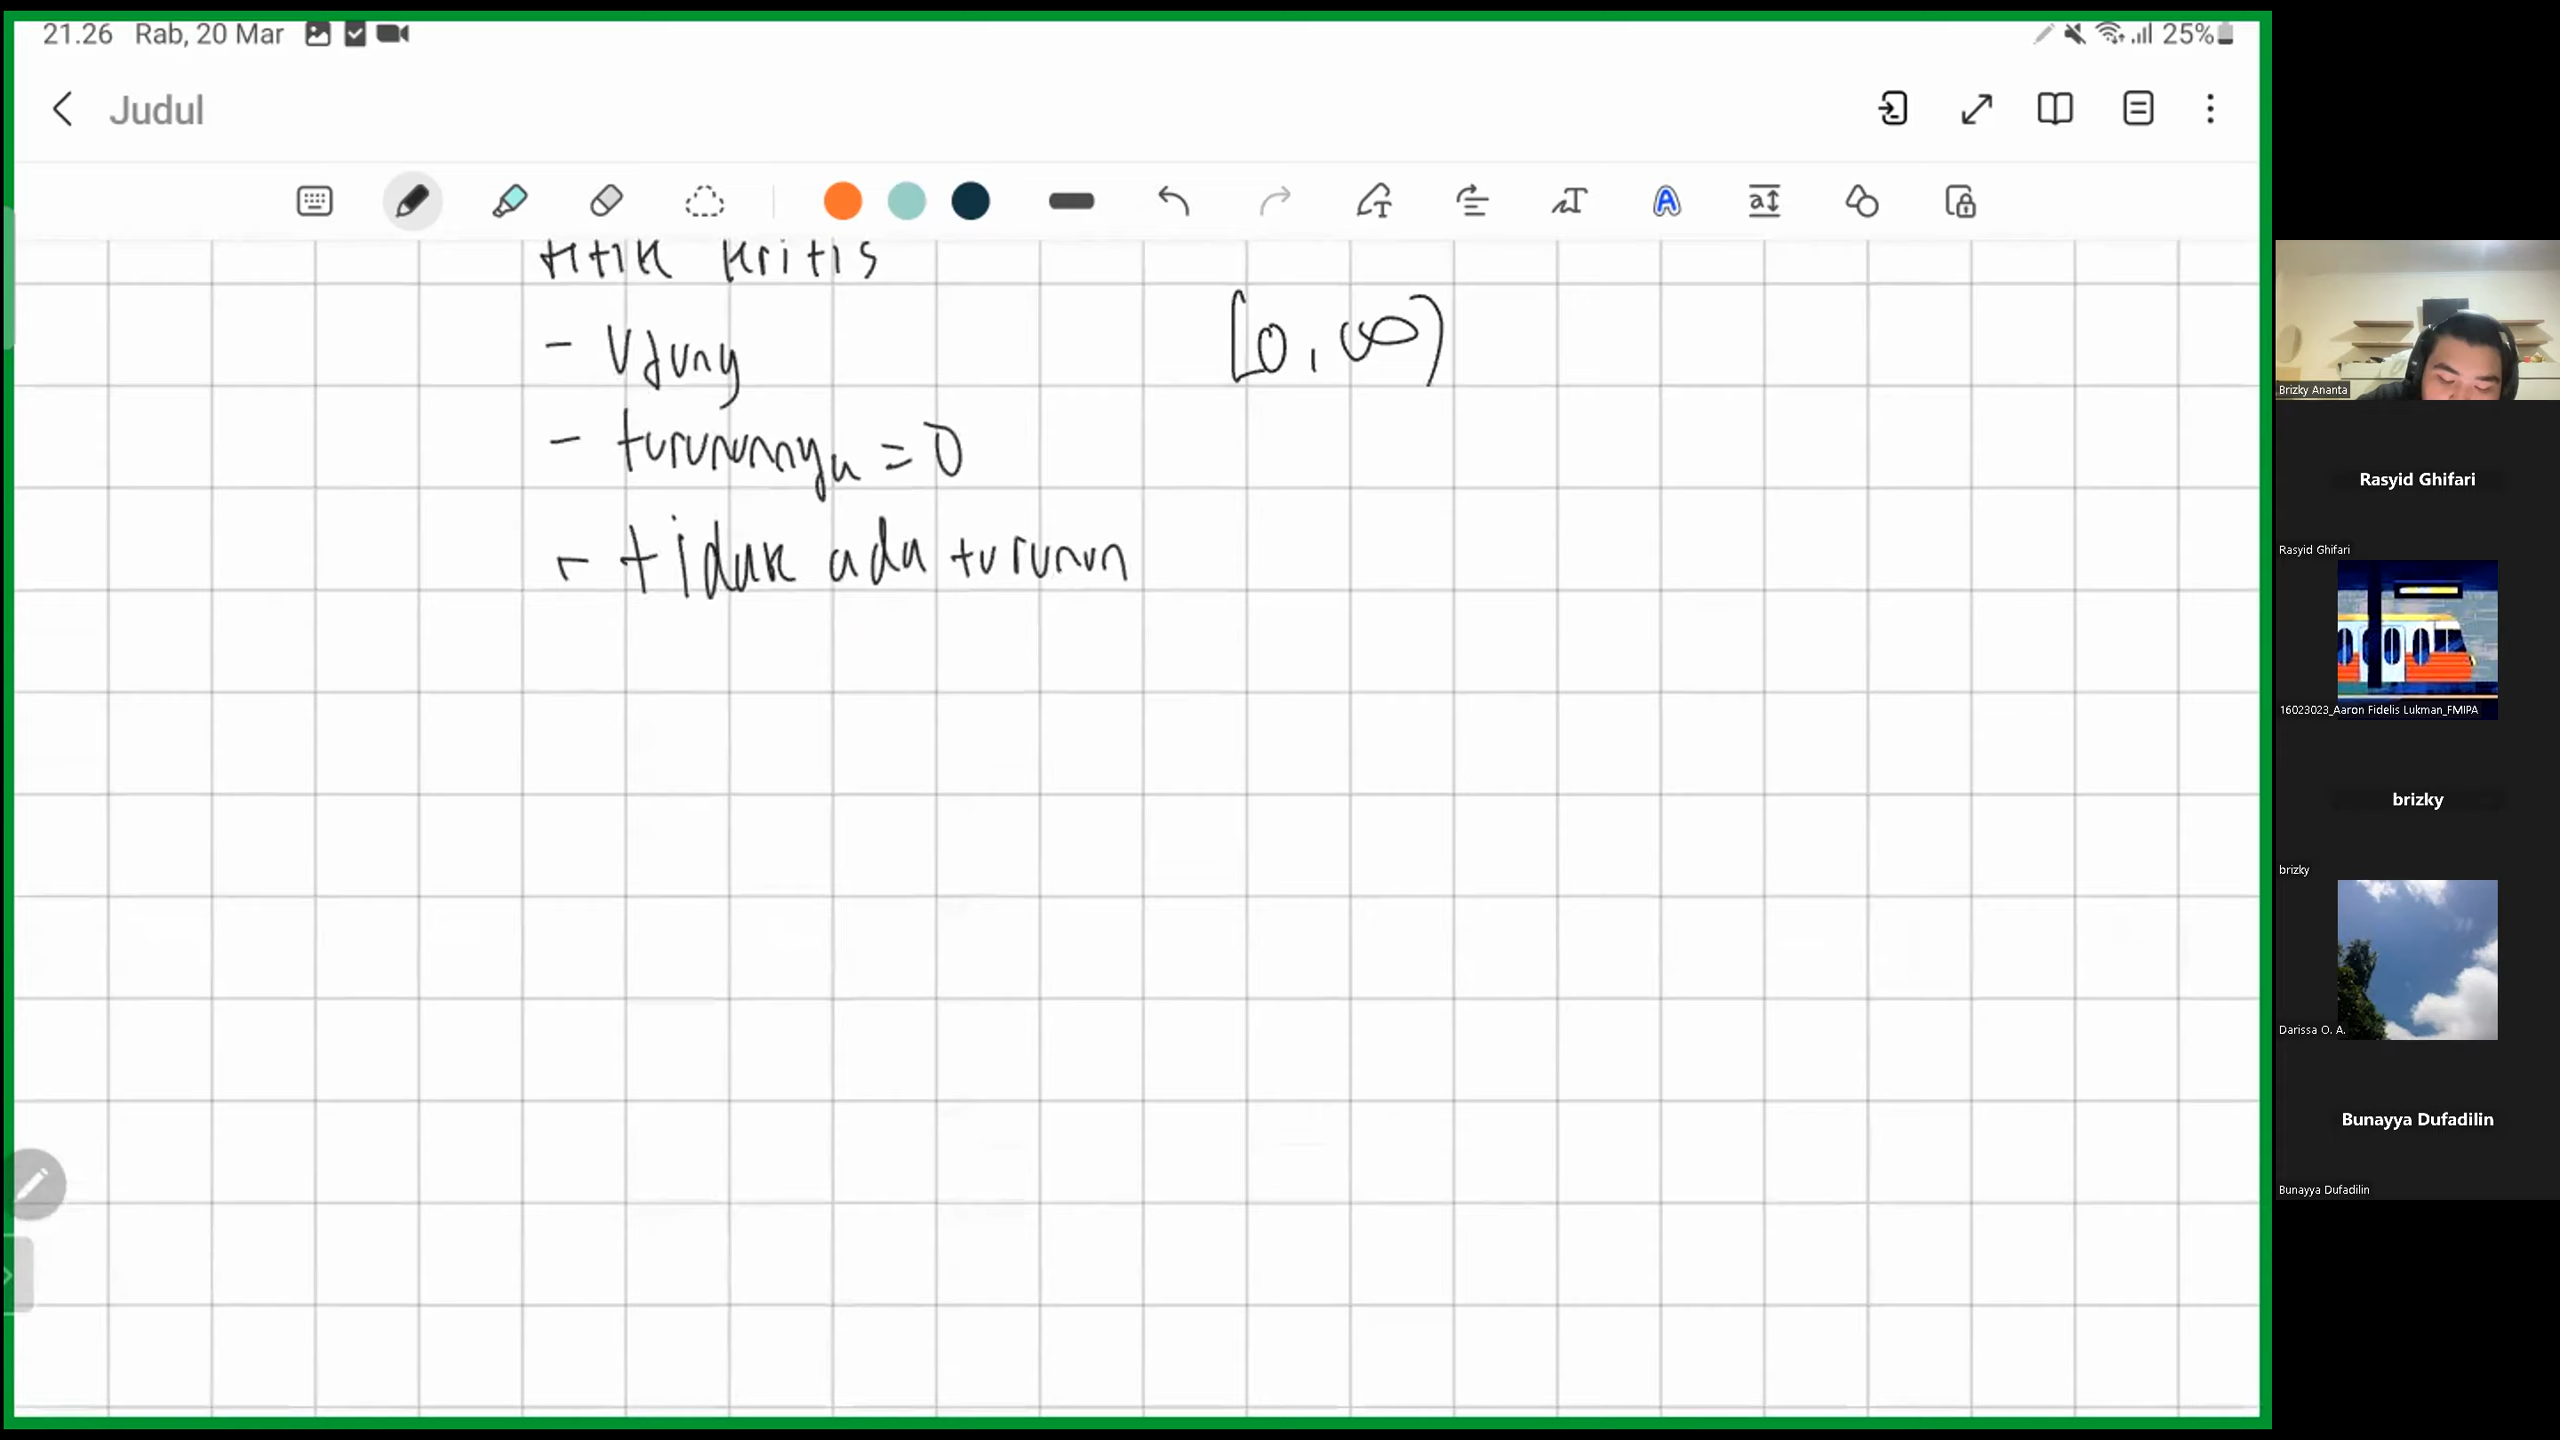 21.26 Rab, 20 Mar
25%
Judul
titik kritis
[0, ∞)
- Ujung
- turunannya = 0
- tidak ada turunan
Brizky Ananta
Rasyid Ghifari
Rasyid Ghifari
16023023_Aaron Fidelis Lukman_FMIPA
brizky
brizky
Darissa O. A.
Bunayya Dufadilin
Bunayya Dufadilin